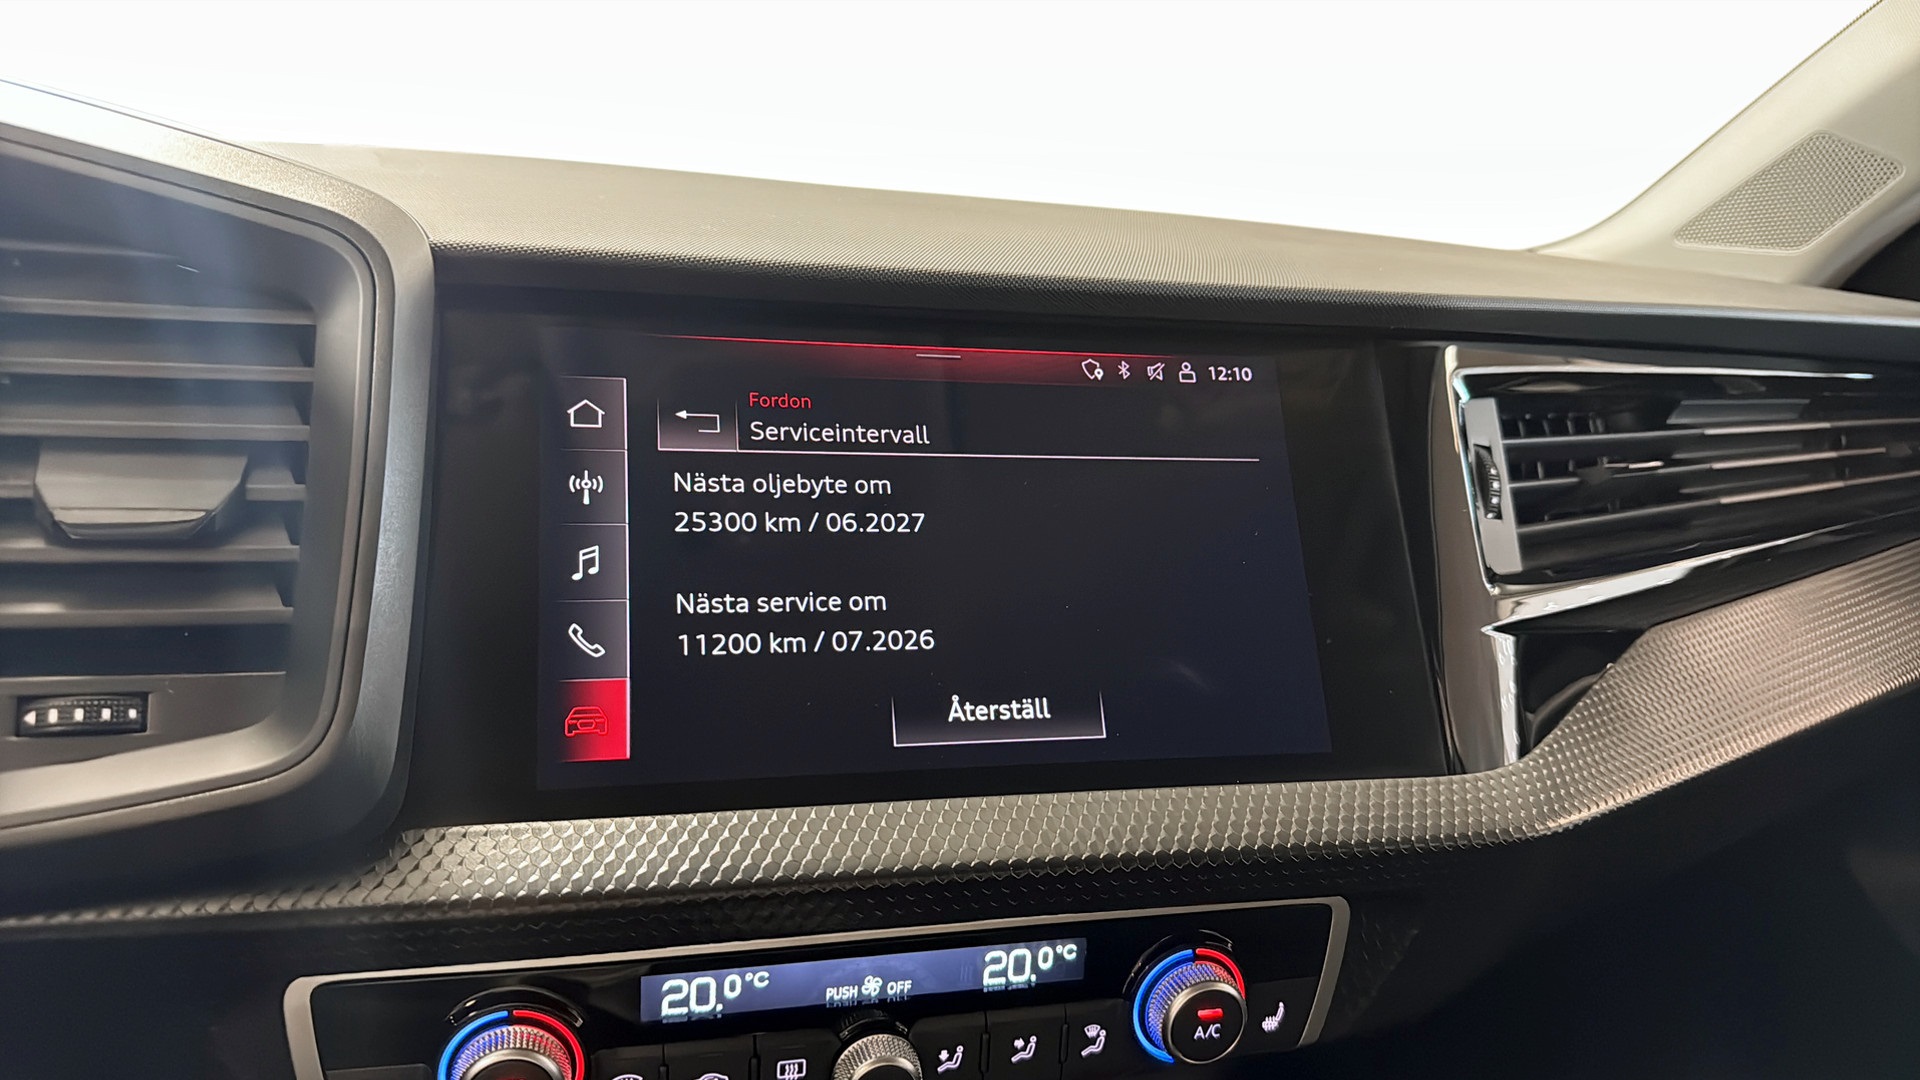 12:10
Fordon
Serviceintervall
Nästa oljebyte om
25300 km / 06.2027
Nästa service om
11200 km / 07.2026
Återställ
20.0°C
PUSH OFF
20.0°C
A/C